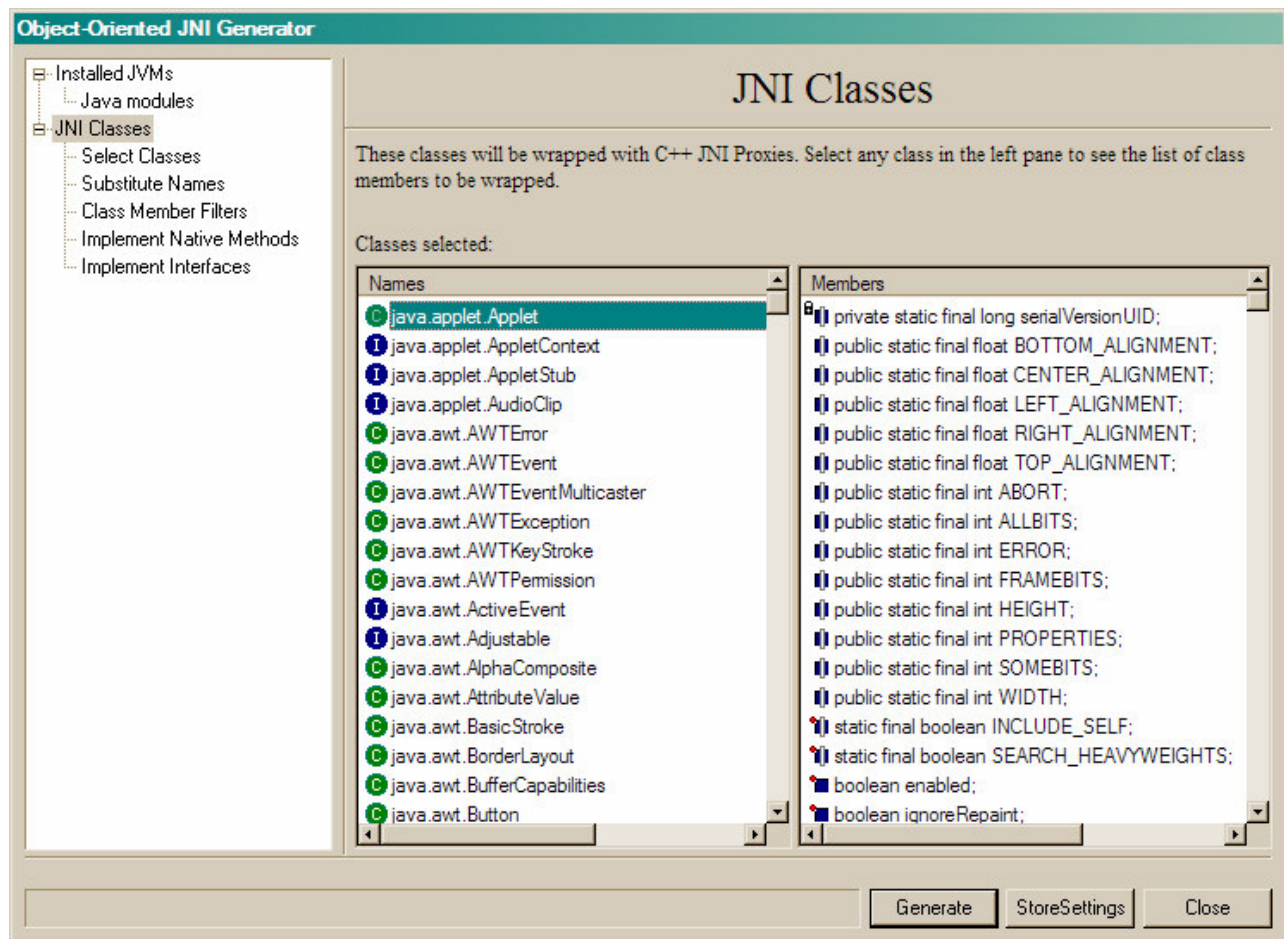 Object-Oriented JNI Generator
Installed JVMs
Java modules
JNI Classes
Select Classes
Substitute Names
Class Member Filters
Implement Native Methods
Implement Interfaces
JNI Classes
These classes will be wrapped with C++ JNI Proxies. Select any class in the left pane to see the list of class
members to be wrapped.
Classes selected:
Names
C java.applet.Applet
I java.applet.AppletContext
I java.applet.AppletStub
I java.applet.AudioClip
C java.awt.AWTError
C java.awt.AWTEvent
C java.awt.AWTEventMulticaster
C java.awt.AWTException
C java.awt.AWTKeyStroke
C java.awt.AWTPermission
I java.awt.ActiveEvent
I java.awt.Adjustable
C java.awt.AlphaComposite
C java.awt.AttributeValue
C java.awt.BasicStroke
C java.awt.BorderLayout
C java.awt.BufferCapabilities
C java.awt.Button
Members
private static final long serialVersionUID;
public static final float BOTTOM_ALIGNMENT;
public static final float CENTER_ALIGNMENT;
public static final float LEFT_ALIGNMENT;
public static final float RIGHT_ALIGNMENT;
public static final float TOP_ALIGNMENT;
public static final int ABORT;
public static final int ALLBITS;
public static final int ERROR;
public static final int FRAMEBITS;
public static final int HEIGHT;
public static final int PROPERTIES;
public static final int SOMEBITS;
public static final int WIDTH;
static final boolean INCLUDE_SELF;
static final boolean SEARCH_HEAVYWEIGHTS;
boolean enabled;
boolean ignoreRepaint;
Generate
StoreSettings
Close